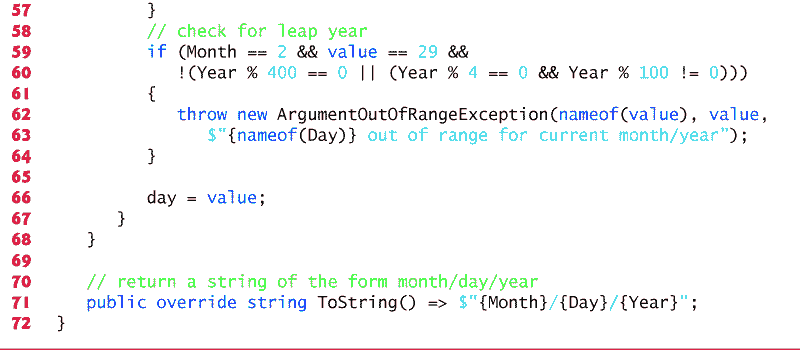 57 }
58 // check for leap year
59 if (Month == 2 && value == 29 &&
60 !(Year % 400 == 0 || (Year % 4 == 0 && Year % 100 != 0)))
61 {
62 throw new ArgumentOutOfRangeException(nameof(value), value,
63 $"{nameof(Day)} out of range for current month/year");
64 }
65
66 day = value;
67 }
68 }
69
70 // return a string of the form month/day/year
71 public override string ToString() => $"{Month}/{Day}/{Year}";
72 }